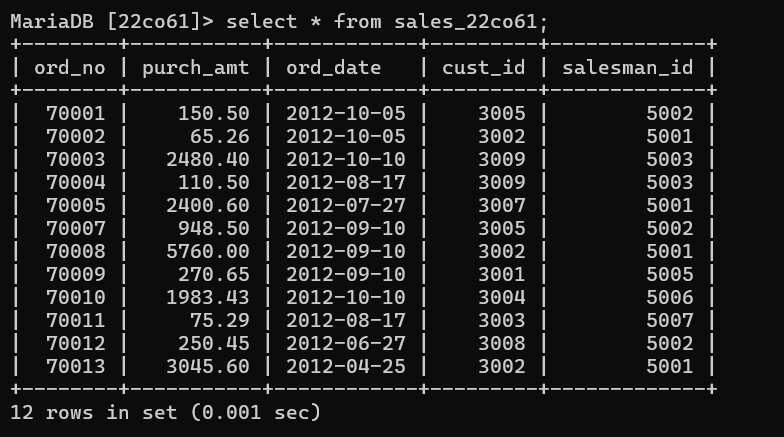 MariaDB [22co61]> select * from sales_22co61;
+--------+-----------+------------+---------+-------------+
| ord_no | purch_amt | ord_date   | cust_id | salesman_id |
+--------+-----------+------------+---------+-------------+
|  70001 |    150.50 | 2012-10-05 |    3005 |        5002 |
|  70002 |     65.26 | 2012-10-05 |    3002 |        5001 |
|  70003 |   2480.40 | 2012-10-10 |    3009 |        5003 |
|  70004 |    110.50 | 2012-08-17 |    3009 |        5003 |
|  70005 |   2400.60 | 2012-07-27 |    3007 |        5001 |
|  70007 |    948.50 | 2012-09-10 |    3005 |        5002 |
|  70008 |   5760.00 | 2012-09-10 |    3002 |        5001 |
|  70009 |    270.65 | 2012-09-10 |    3001 |        5005 |
|  70010 |   1983.43 | 2012-10-10 |    3004 |        5006 |
|  70011 |     75.29 | 2012-08-17 |    3003 |        5007 |
|  70012 |    250.45 | 2012-06-27 |    3008 |        5002 |
|  70013 |   3045.60 | 2012-04-25 |    3002 |        5001 |
+--------+-----------+------------+---------+-------------+
12 rows in set (0.001 sec)